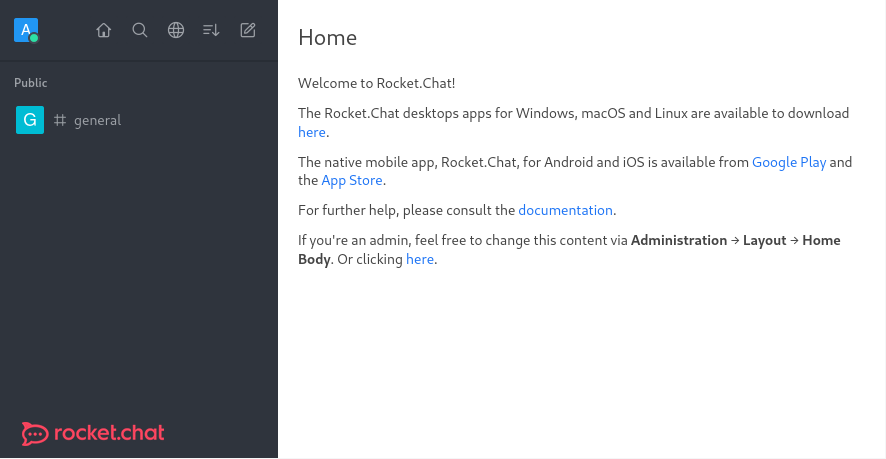 A
Home
Public
G general
Welcome to Rocket.Chat!
The Rocket.Chat desktops apps for Windows, macOS and Linux are available to download
here.
The native mobile app, Rocket.Chat, for Android and iOS is available from Google Play and
the App Store.
For further help, please consult the documentation.
If you're an admin, feel free to change this content via Administration → Layout → Home
Body. Or clicking here.
rocket.chat